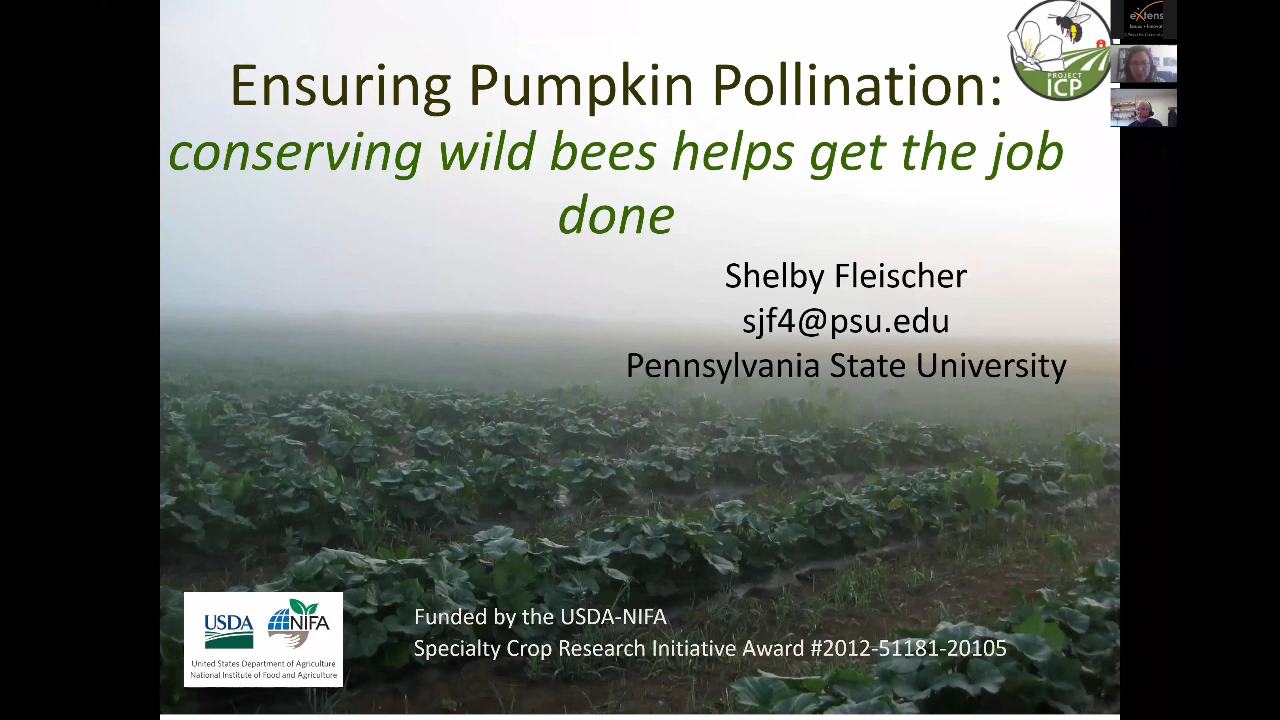 Ensuring Pumpkin Pollination:
conserving wild bees helps get the job
done
Shelby Fleischer
sjf4@psu.edu
Pennsylvania State University
PROJECT
ICP
USDA
NIFA
United States Department of Agriculture
National Institute of Food and Agriculture
Funded by the USDA-NIFA
Specialty Crop Research Initiative Award #2012-51181-20105